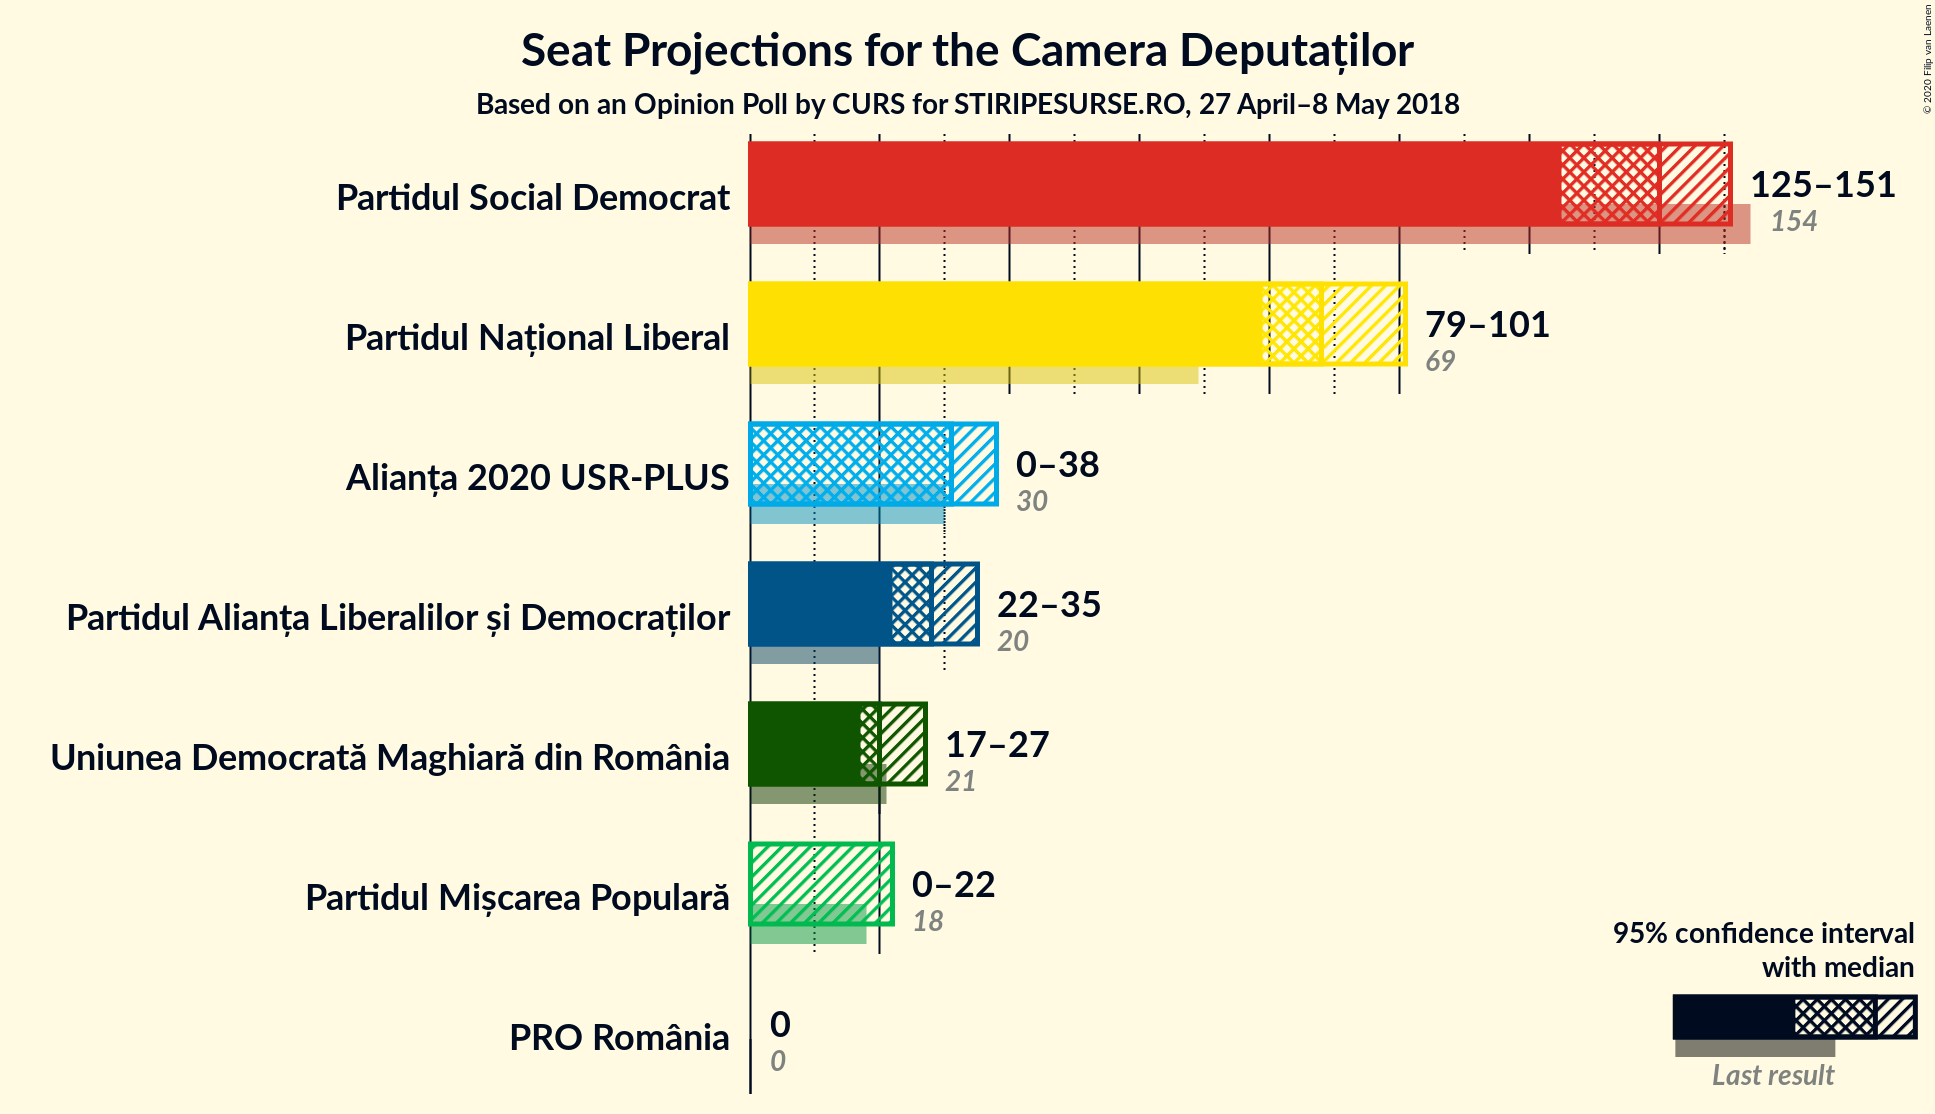 Seat Projections for the Camera Deputaților
Based on an Opinion Poll by CURS for STIRIPESURSE.RO, 27 April–8 May 2018
© 2020 Filip van Laenen
Partidul Social Democrat
125–151
154
Partidul Național Liberal
79–101
69
Alianța 2020 USR-PLUS
0–38
30
Partidul Alianța Liberalilor și Democraților
22–35
20
Uniunea Democrată Maghiară din România
17–27
21
Partidul Mișcarea Populară
0–22
18
PRO România
0
0
95% confidence interval
with median
Last result